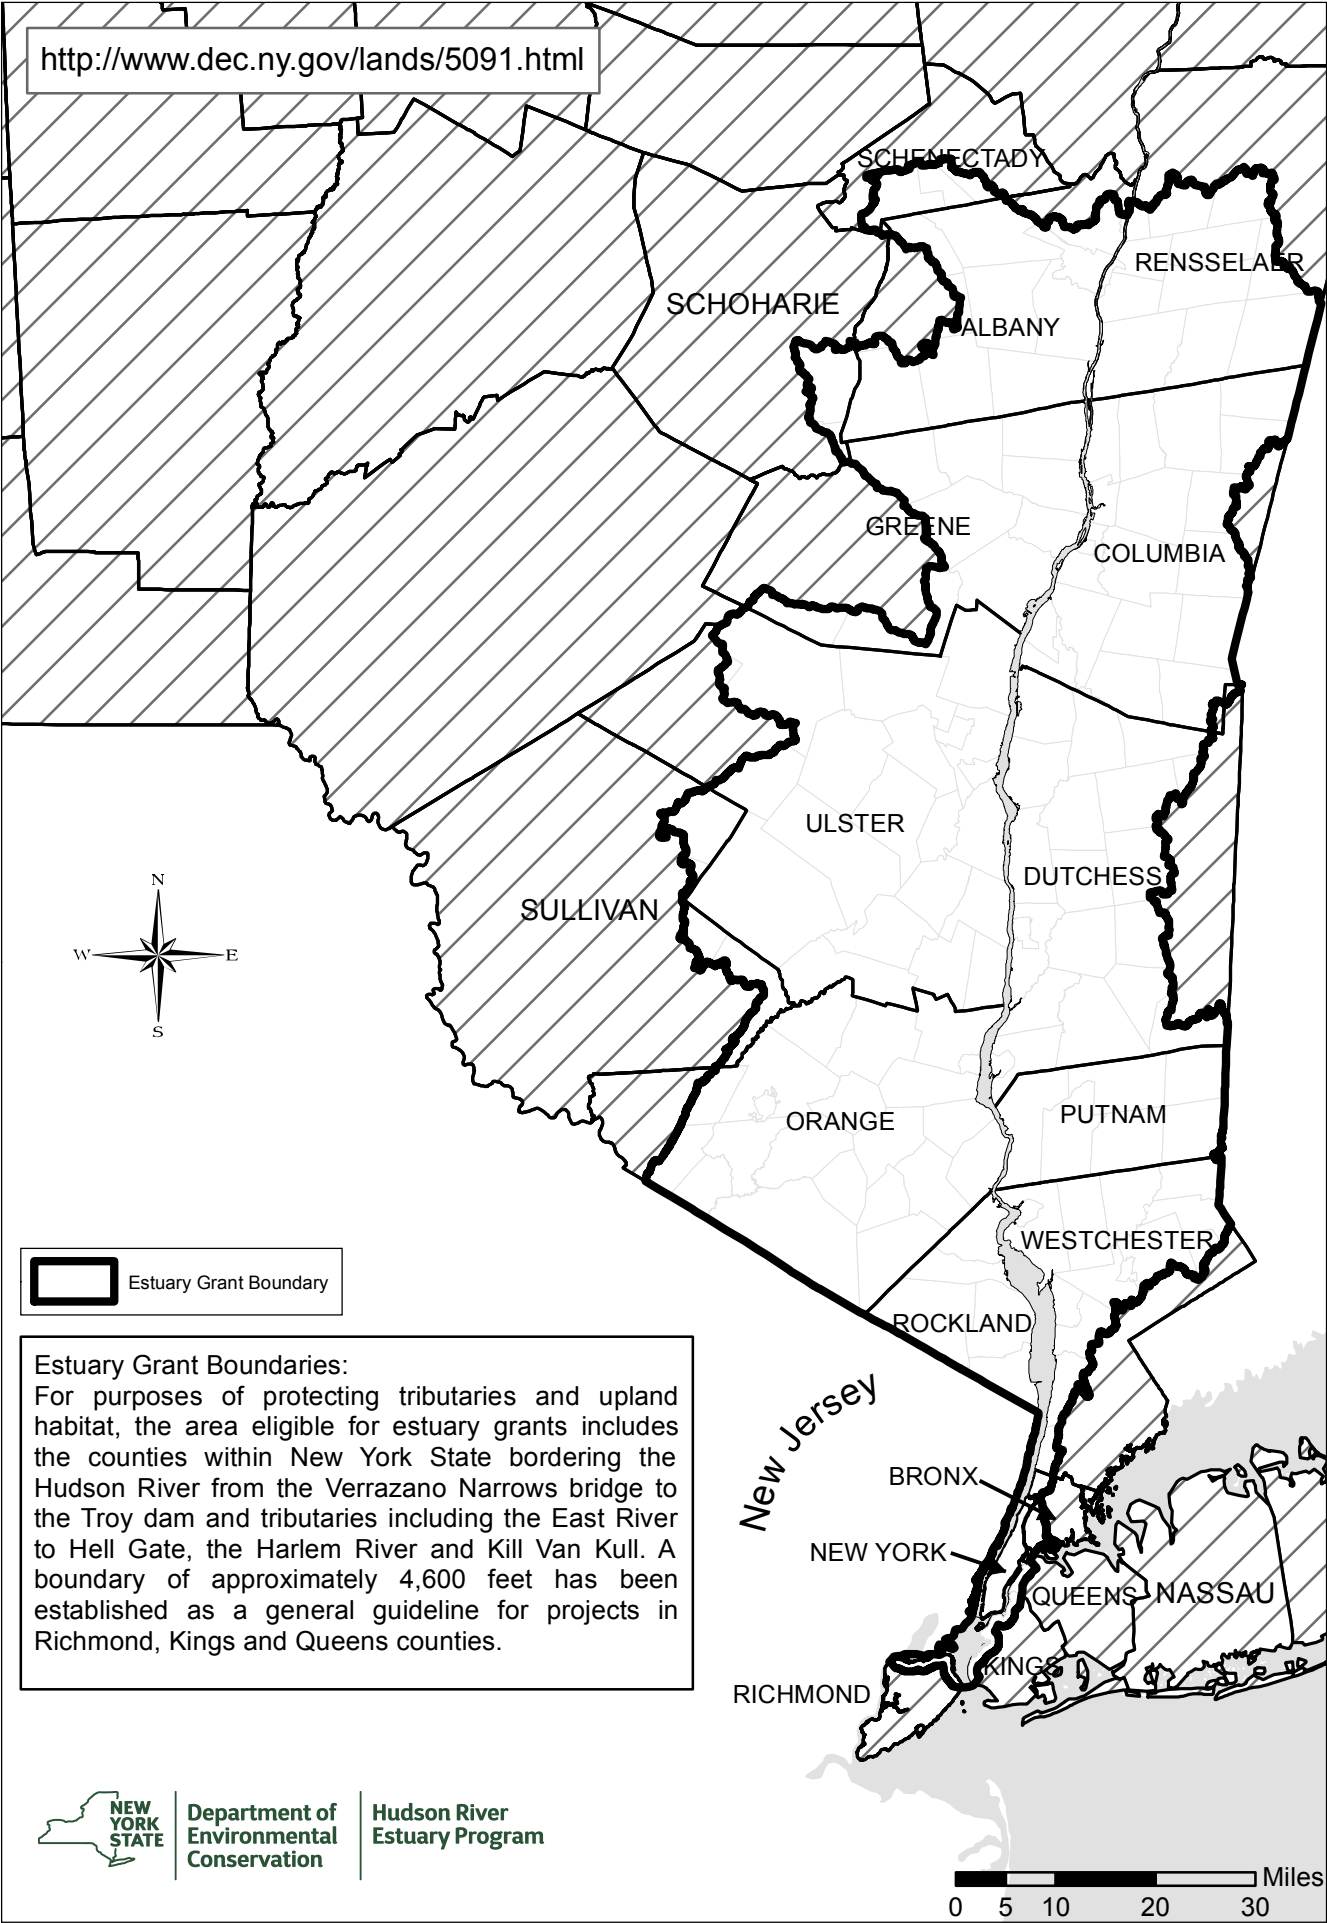 http://www.dec.ny.gov/lands/5091.html
SCHENECTADY
RENSSELAER
SCHOHARIE
ALBANY
GREENE
COLUMBIA
ULSTER
DUTCHESS
SULLIVAN
N
W
E
S
ORANGE
PUTNAM
WESTCHESTER
ROCKLAND
Estuary Grant Boundary
Estuary Grant Boundaries:
For purposes of protecting tributaries and upland
habitat, the area eligible for estuary grants includes
the counties within New York State bordering the
Hudson River from the Verrazano Narrows bridge to
the Troy dam and tributaries including the East River
to Hell Gate, the Harlem River and Kill Van Kull. A
boundary of approximately 4,600 feet has been
established as a general guideline for projects in
Richmond, Kings and Queens counties.
New Jersey
BRONX
NEW YORK
QUEENS
NASSAU
KINGS
RICHMOND
NEW
YORK
STATE
Department of
Environmental
Conservation
Hudson River
Estuary Program
Miles
0 5 10 20 30